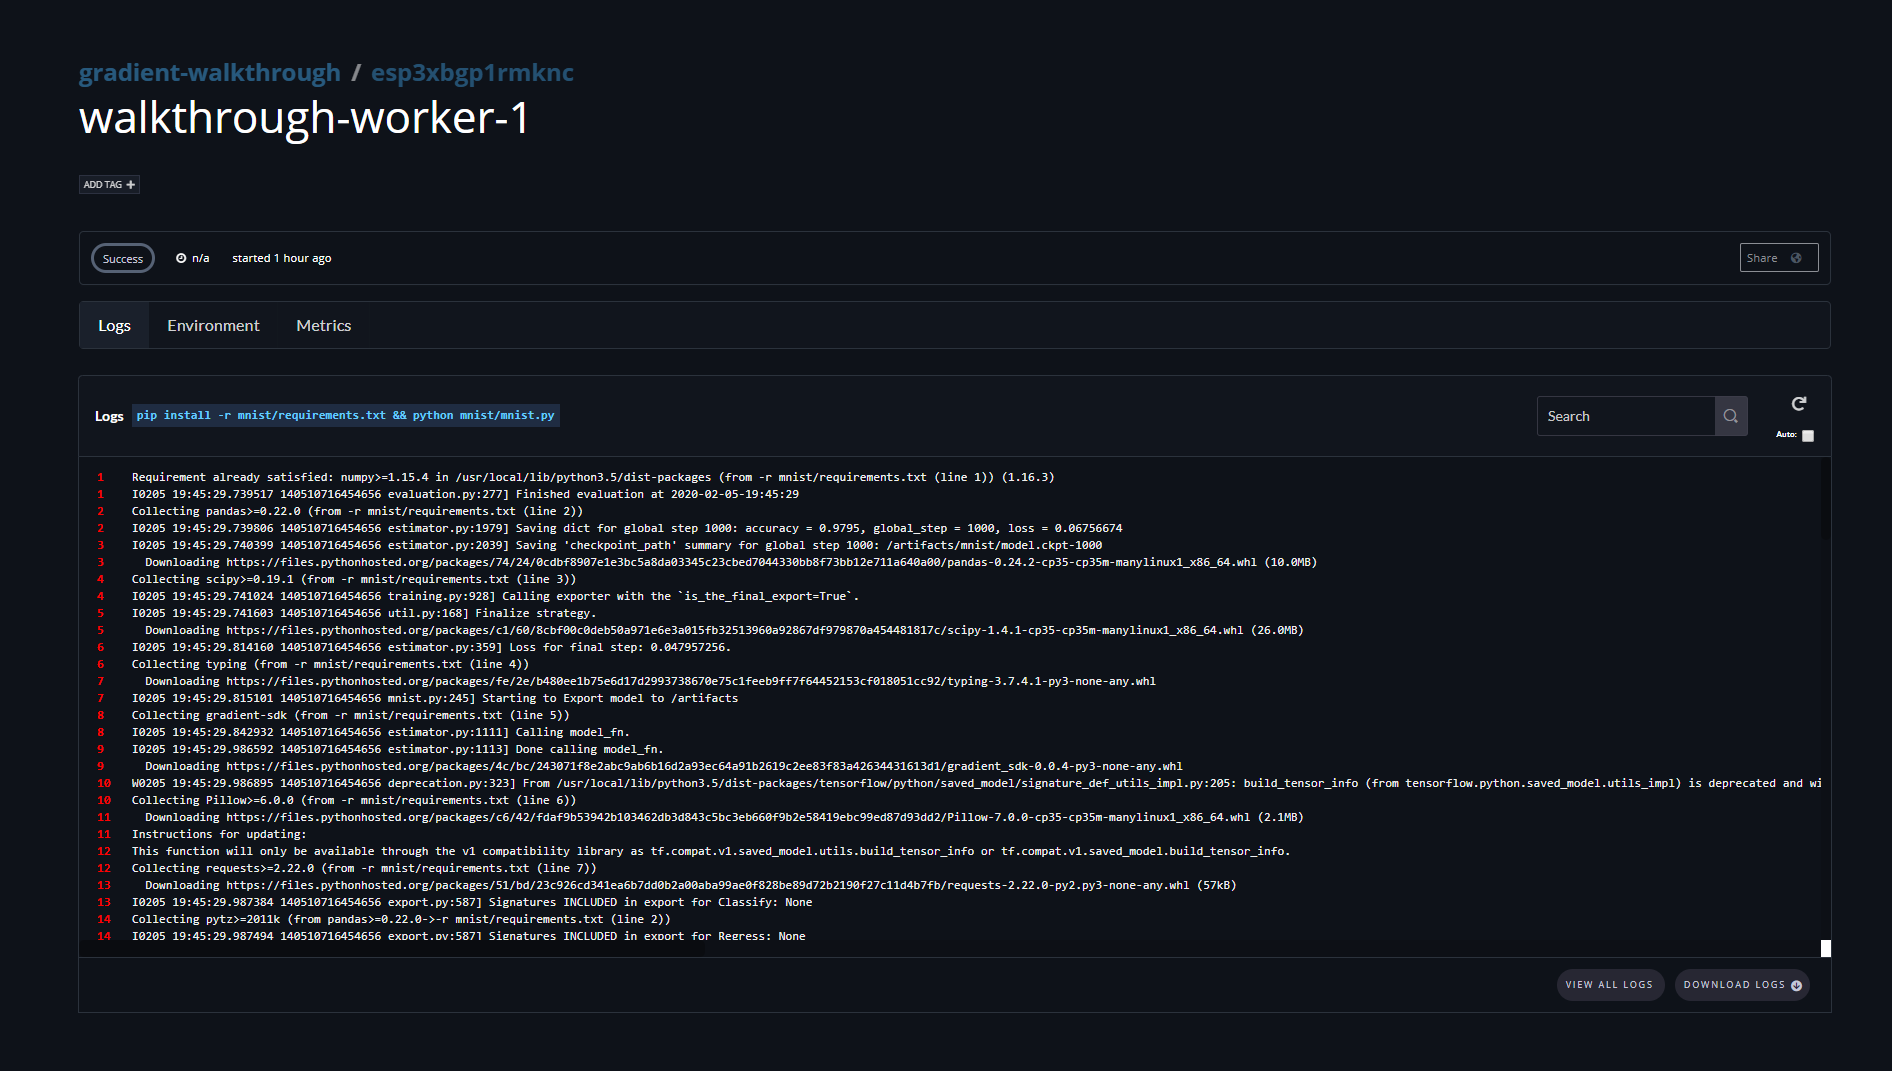 gradient-walkthrough / esp3xbgp1rmknc
walkthrough-worker-1
ADD TAG
Success n/a started 1 hour ago Share
Logs Environment Metrics
Logs pip install -r mnist/requirements.txt && python mnist/mnist.py Search
Auto:
1 Requirement already satisfied: numpy>=1.15.4 in /usr/local/lib/python3.5/dist-packages (from -r mnist/requirements.txt (line 1)) (1.16.3)
1 I0205 19:45:29.739517 140510716454656 evaluation.py:277] Finished evaluation at 2020-02-05-19:45:29
2 Collecting pandas>=0.22.0 (from -r mnist/requirements.txt (line 2))
2 I0205 19:45:29.739806 140510716454656 estimator.py:1979] Saving dict for global step 1000: accuracy = 0.9795, global_step = 1000, loss = 0.06756674
3 I0205 19:45:29.740399 140510716454656 estimator.py:2039] Saving 'checkpoint_path' summary for global step 1000: /artifacts/mnist/model.ckpt-1000
3 Downloading https://files.pythonhosted.org/packages/74/24/0cdbf8907e1e3bc5a8da03345c23cbed7044330bb8f73bb12e711a640a00/pandas-0.24.2-cp35-cp35m-manylinux1_x86_64.whl (10.0MB)
4 Collecting scipy>=0.19.1 (from -r mnist/requirements.txt (line 3))
4 I0205 19:45:29.741024 140510716454656 training.py:928] Calling exporter with the `is_the_final_export=True`.
5 I0205 19:45:29.741603 140510716454656 util.py:168] Finalize strategy.
5 Downloading https://files.pythonhosted.org/packages/c1/60/8cbf00c0deb50a971e6e3a015fb32513960a92867df979870a454481817c/scipy-1.4.1-cp35-cp35m-manylinux1_x86_64.whl (26.0MB)
6 I0205 19:45:29.814160 140510716454656 estimator.py:359] Loss for final step: 0.047957256.
6 Collecting typing (from -r mnist/requirements.txt (line 4))
7 Downloading https://files.pythonhosted.org/packages/fe/2e/b480ee1b75e6d17d2993738670e75c1feeb9ff7f64452153cf018051cc92/typing-3.7.4.1-py3-none-any.whl
7 I0205 19:45:29.815101 140510716454656 mnist.py:245] Starting to Export model to /artifacts
8 Collecting gradient-sdk (from -r mnist/requirements.txt (line 5))
8 I0205 19:45:29.842932 140510716454656 estimator.py:1111] Calling model_fn.
9 I0205 19:45:29.986592 140510716454656 estimator.py:1113] Done calling model_fn.
9 Downloading https://files.pythonhosted.org/packages/4c/bc/243071f8e2abc9ab6b16d2a93ec64a91b2619c2ee83f83a42634431613d1/gradient_sdk-0.0.4-py3-none-any.whl
10 W0205 19:45:29.986895 140510716454656 deprecation.py:323] From /usr/local/lib/python3.5/dist-packages/tensorflow/python/saved_model/signature_def_utils_impl.py:205: build_tensor_info (from tensorflow.python.saved_model.utils_impl) is deprecated and wi
10 Collecting Pillow>=6.0.0 (from -r mnist/requirements.txt (line 6))
11 Downloading https://files.pythonhosted.org/packages/c6/42/fdaf9b53942b103462db3d843c5bc3eb660f9b2e58419ebc99ed87d93dd2/Pillow-7.0.0-cp35-cp35m-manylinux1_x86_64.whl (2.1MB)
11 Instructions for updating:
12 This function will only be available through the v1 compatibility library as tf.compat.v1.saved_model.utils.build_tensor_info or tf.compat.v1.saved_model.build_tensor_info.
12 Collecting requests>=2.22.0 (from -r mnist/requirements.txt (line 7))
13 Downloading https://files.pythonhosted.org/packages/51/bd/23c926cd341ea6b7dd0b2a00aba99ae0f828be89d72b2190f27c11d4b7fb/requests-2.22.0-py2.py3-none-any.whl (57kB)
13 I0205 19:45:29.987384 140510716454656 export.py:587] Signatures INCLUDED in export for Classify: None
14 Collecting pytz>=2011k (from pandas>=0.22.0->-r mnist/requirements.txt (line 2))
14 I0205 19:45:29.987494 140510716454656 export.py:587] Signatures INCLUDED in export for Regress: None
VIEW ALL LOGS DOWNLOAD LOGS